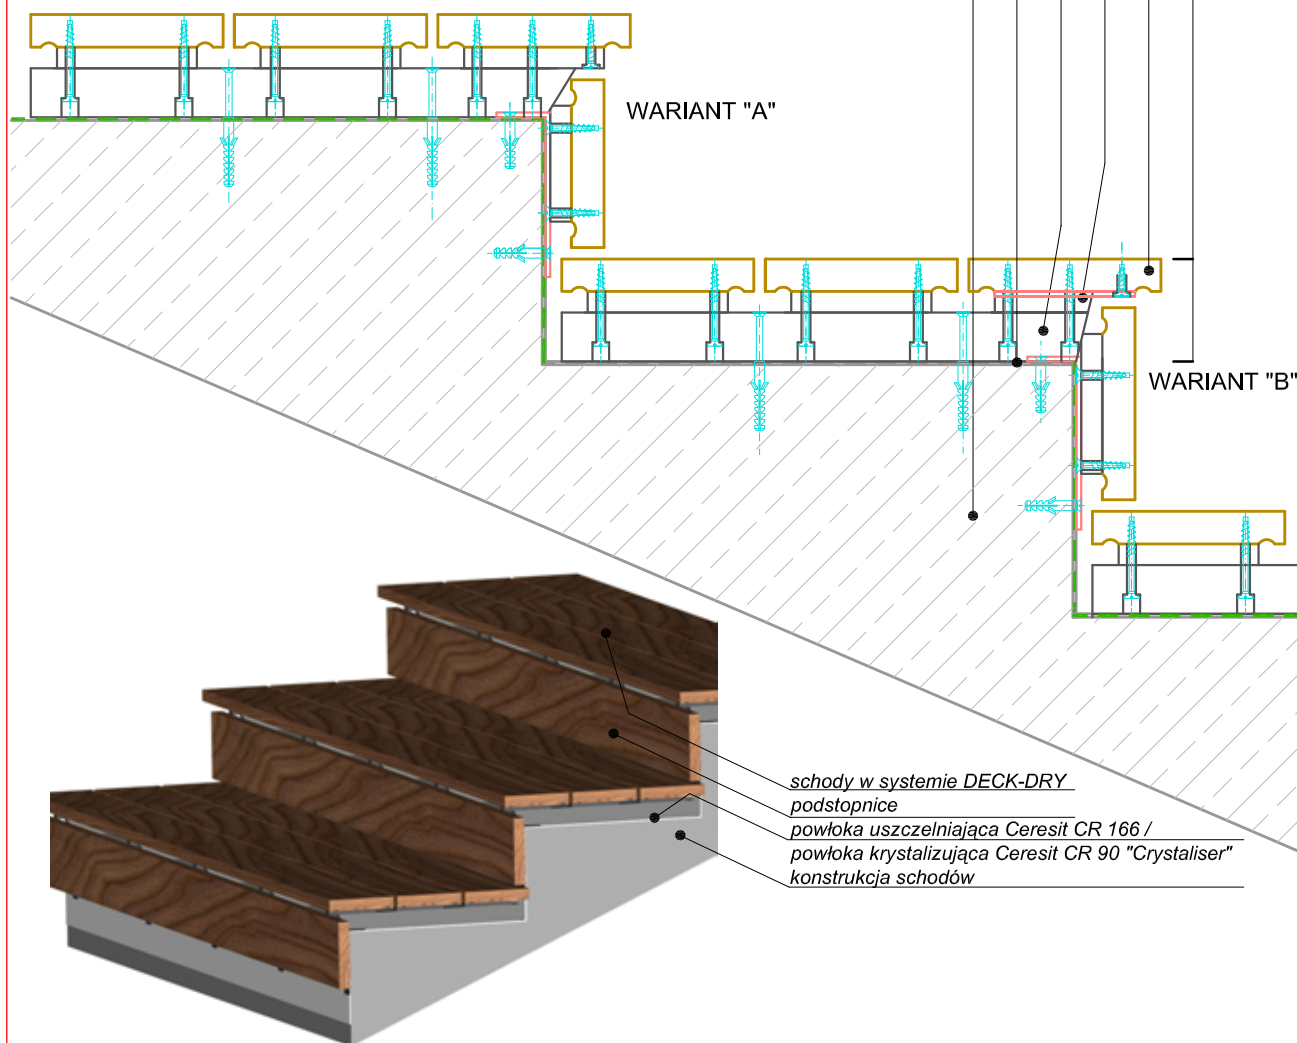 WARIANT "A"
WARIANT "B"
schody w systemie DECK-DRY
podstopnice
powłoka uszczelniająca Ceresit CR 166 /
powłoka krystalizująca Ceresit CR 90 "Crystaliser"
konstrukcja schodów